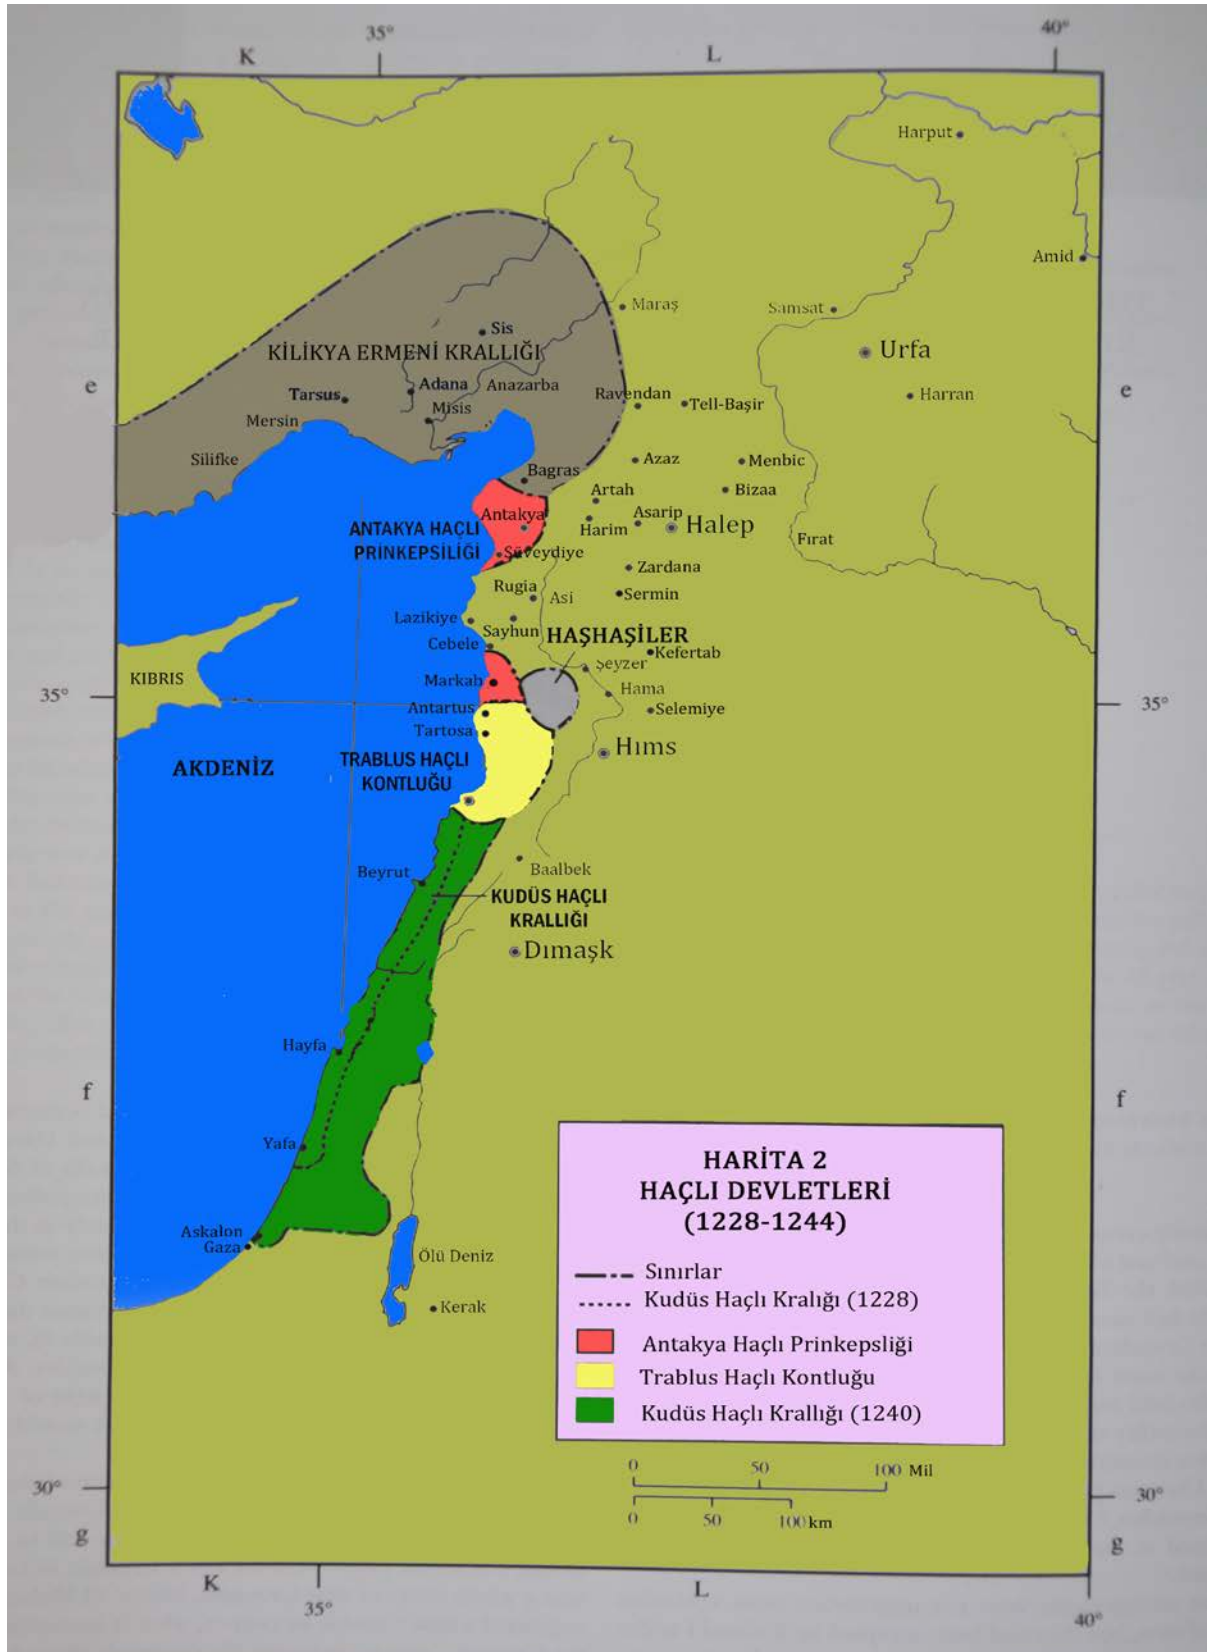 35°
40°
K
L
Harput
Amid
Maraş
Samsat
Sis
KİLİKYA ERMENİ KRALLIĞI
Urfa
e
e
Adana
Anazarba
Tarsus
Harran
Ravendan
Tell-Başir
Mersin
Misis
Silifke
Azaz
Menbic
Bagras
Artah
Bizaa
Antakya
Asarip
ANTAKYA HAÇLI
PRİNKEPSİLİĞİ
Harim
Halep
Fırat
Süveydiye
Zardana
Rugia
Asi
Sermin
Lazikiye
Sayhun
HAŞHAŞİLER
Cebele
Kefertab
Şeyzer
KIBRIS
Markab
Hama
35°
35°
Antartus
Selemiye
Tartosa
Hıms
TRABLUS HAÇLI
KONTLUĞU
AKDENİZ
Beyrut
Baalbek
KUDÜS HAÇLI
KRALLIĞI
Dımaşk
Hayfa
f
f
Yafa
Askalon
Gaza
Ölü Deniz
Kerak
HARİTA 2
HAÇLI DEVLETLERİ
(1228-1244)
Sınırlar
Kudüs Haçlı Kralığı (1228)
Antakya Haçlı Prinkepsliği
Trablus Haçlı Kontluğu
Kudüs Haçlı Krallığı (1240)
0 50 100 Mil
0 50 100 km
30°
30°
g
g
K
L
35°
40°